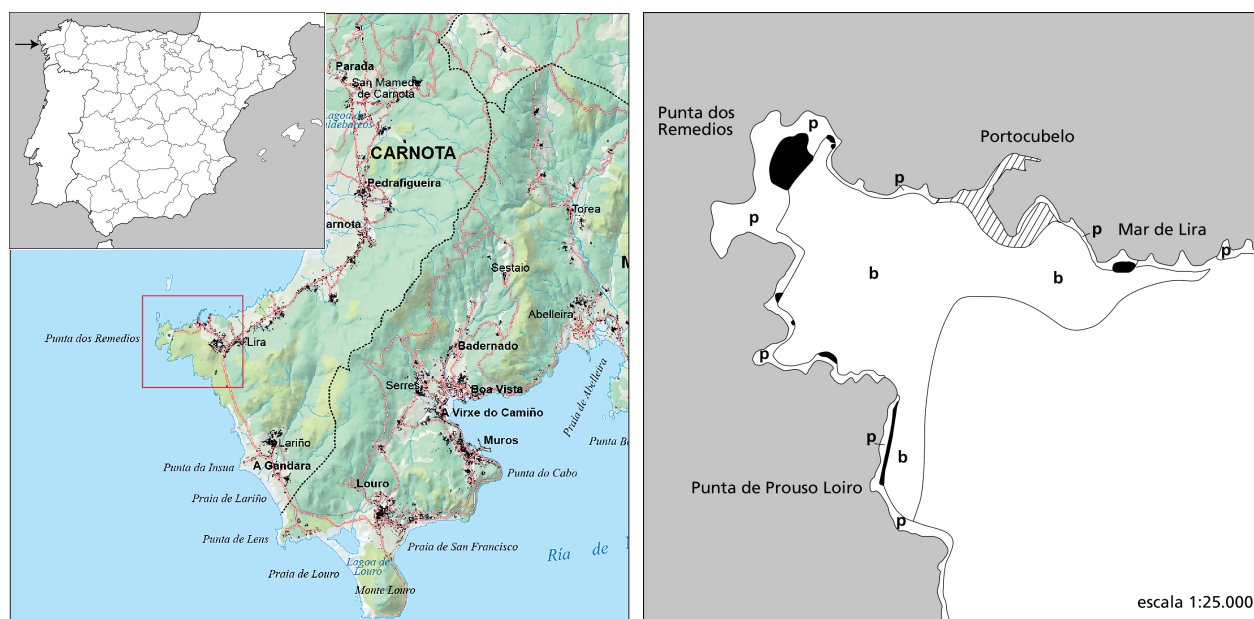 Parada
San Mamede
de Carnota
Lagoa de
CARNOTA
Pedrafigueira
Torea
arnota
Sestaio
Abelleira
Punta dos Remedios
Lira
Badernado
Serres
Boa Vista
A Virxe do Camiño
Praia de Abelleira
Lariño
Muros
Punta da Insua
A Gándara
Punta do Cabo
Praia de Lariño
Louro
Punta de Lens
Praia de San Francisco
Ría de
Lagoa de
Louro
Praia de Louro
Monte Louro
Punta dos
Remedios
p
Portocubelo
p
p
p
Mar de Lira
p
b
b
p
p
b
Punta de Prouso Loiro
p
escala 1:25.000